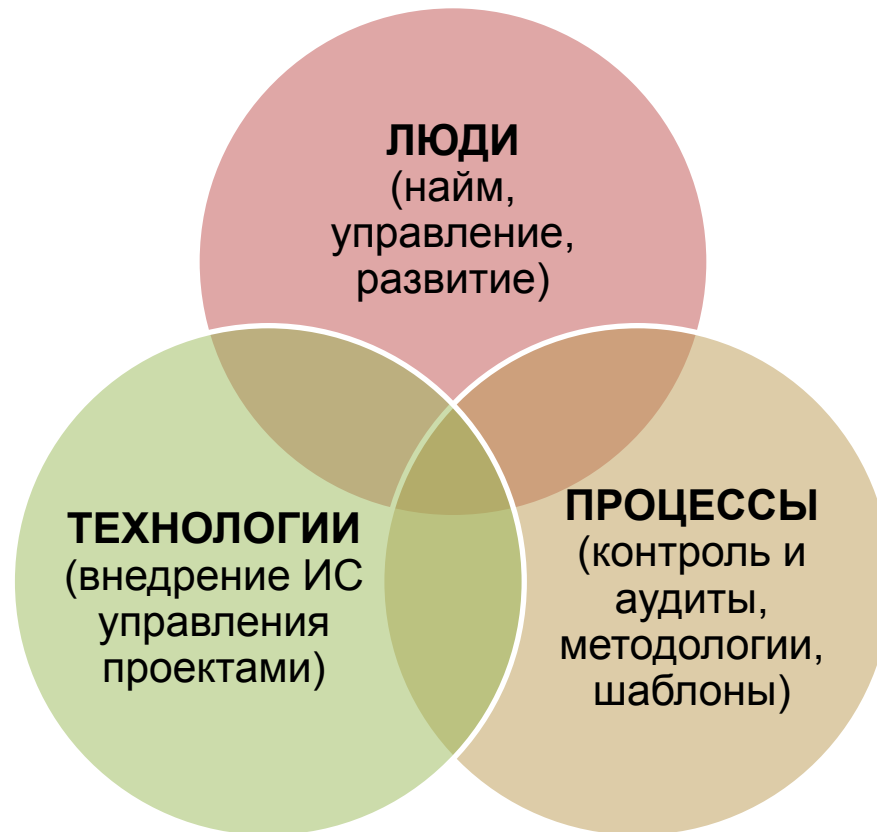 ЛЮДИ
(найм,
управление,
развитие)
ТЕХНОЛОГИИ
(внедрение ИС
управления
проектами)
ПРОЦЕССЫ
(контроль и
аудиты,
методологии,
шаблоны)